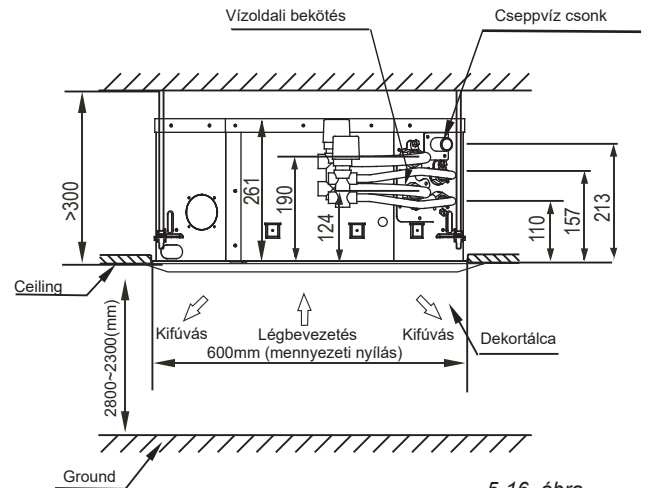 Vízoldali bekötés
Cseppvíz csonk
>300
261
190
124
110
157
213
Ceiling
Kifúvás
Légbevezetés
Kifúvás
Dekortálca
600mm (mennyezeti nyílás)
2800~2300(mm)
Ground
5-16. ábra